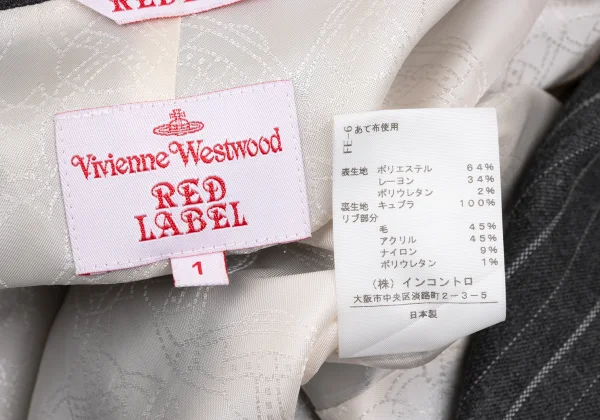 RED LABEL
Vivienne Westwood
RED
LABEL
1
FE-6 あて布使用
表生地 ポリエステル 64%
レーヨン 34%
ポリウレタン 2%
裏生地 キュプラ 100%
リブ部分
毛 45%
アクリル 45%
ナイロン 9%
ポリウレタン 1%
(株) インコントロ
大阪市中央区淡路町2-3-5
日本製